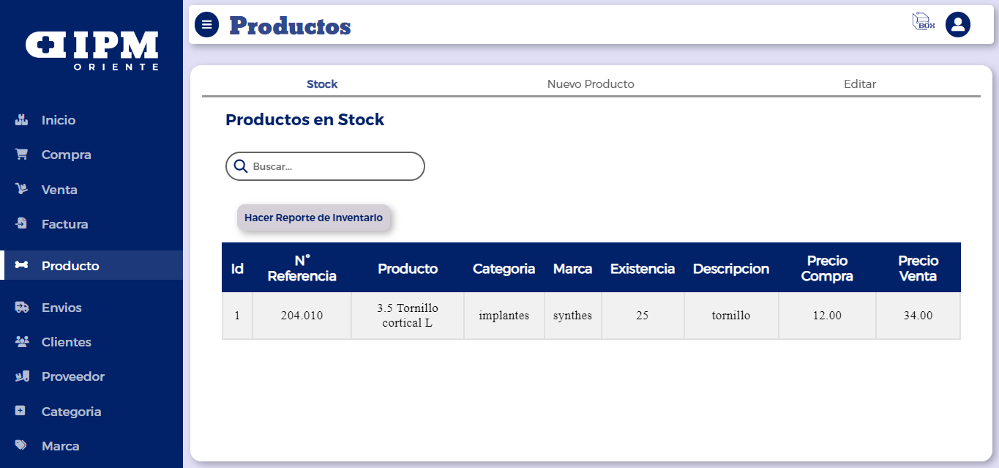 IPM
ORIENTE
Inicio
Compra
Venta
Factura
Producto
Envios
Clientes
Proveedor
Categoria
Marca
Productos
BOX
Stock Nuevo Producto Editar
Productos en Stock
Buscar...
Hacer Reporte de Inventario
Id N° Referencia Producto Categoria Marca Existencia Descripcion Precio Compra Precio Venta
1 204.010 3.5 Tornillo cortical L implantes synthes 25 tornillo 12.00 34.00